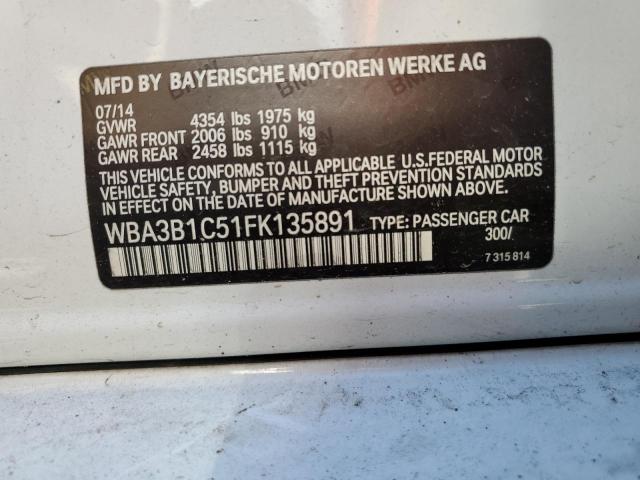 MFD BY BAYERISCHE MOTOREN WERKE AG
07/14
GVWR 4354 lbs 1975 kg
GAWR FRONT 2006 lbs 910 kg
GAWR REAR 2458 lbs 1115 kg
THIS VEHICLE CONFORMS TO ALL APPLICABLE U.S.FEDERAL MOTOR
VEHICLE SAFETY, BUMPER AND THEFT PREVENTION STANDARDS
IN EFFECT ON THE DATE OF MANUFACTURE SHOWN ABOVE.
WBA3B1C51FK135891 TYPE: PASSENGER CAR
300/
7 315 814